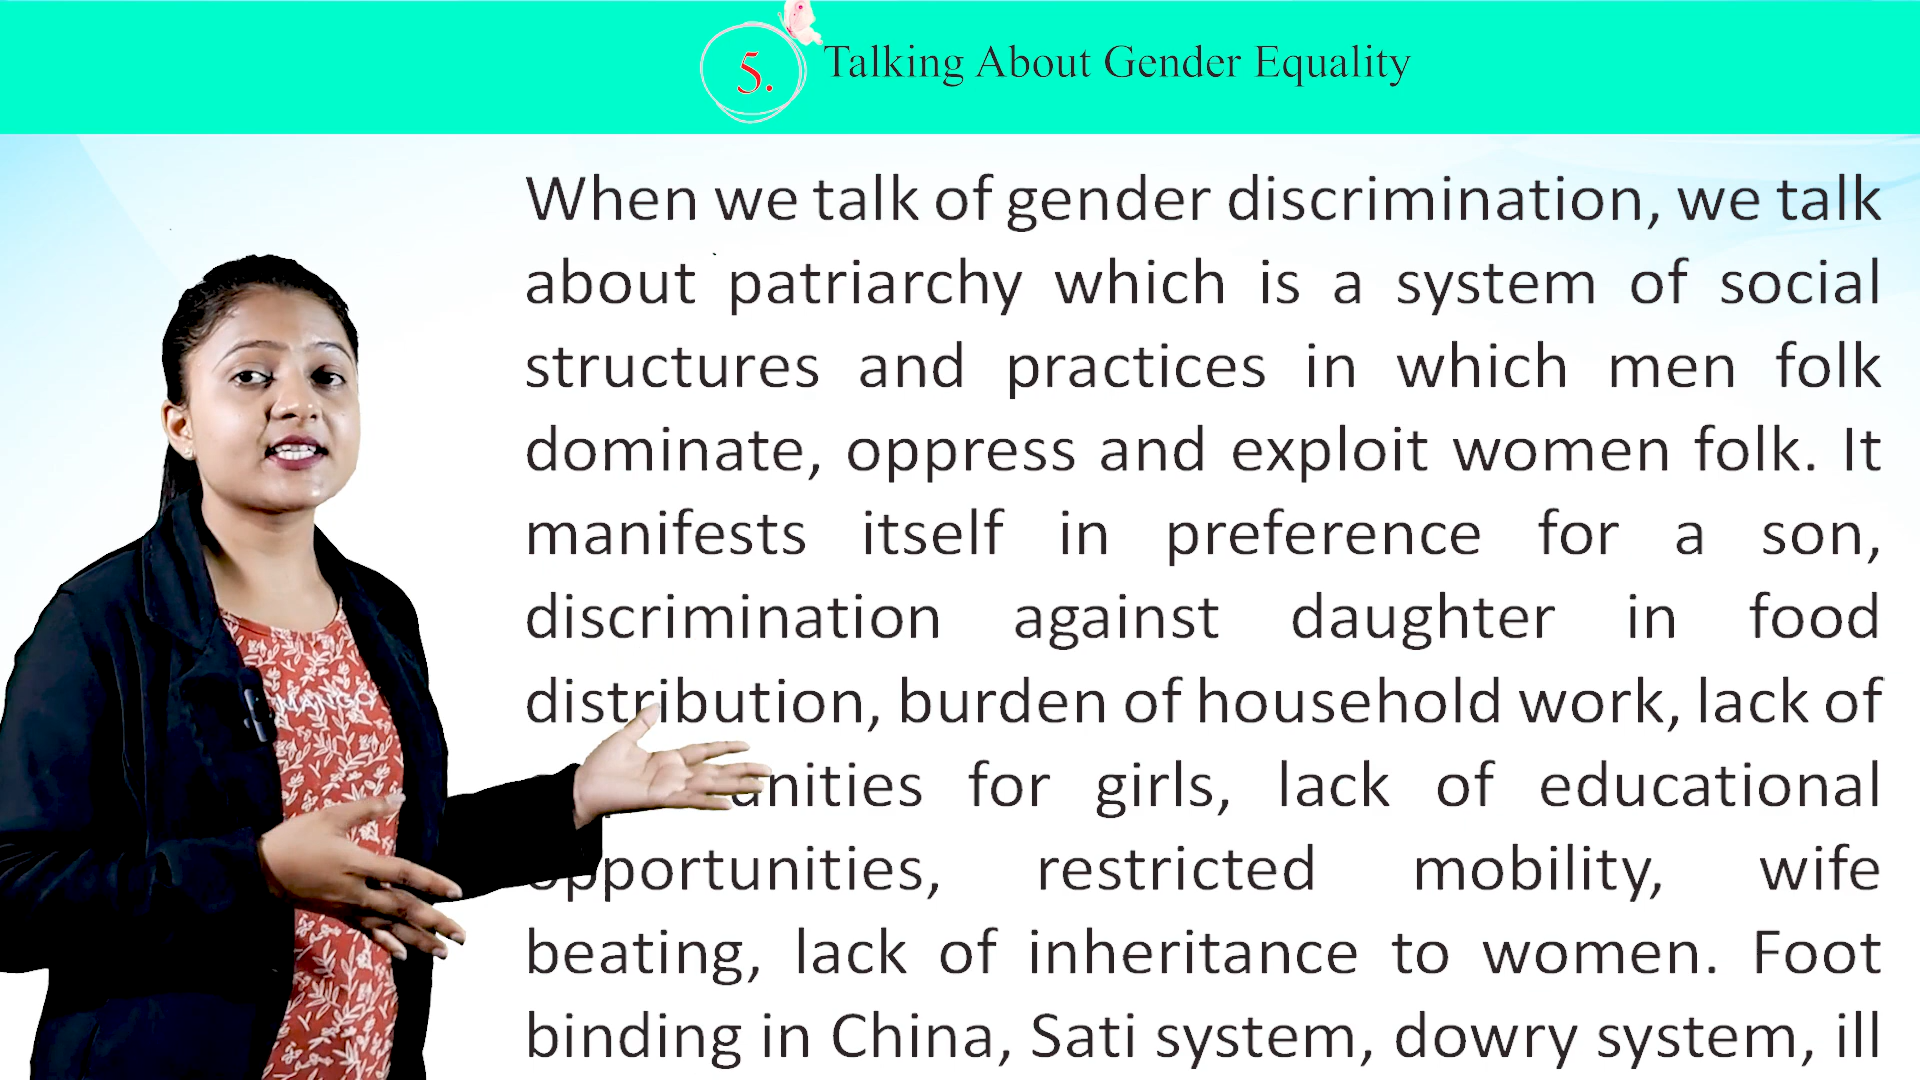 5. Talking About Gender Equality
When we talk of gender discrimination, we talk
about patriarchy which is a system of social
structures and practices in which men folk
dominate, oppress and exploit women folk. It
manifests itself in preference for a son,
discrimination against daughter in food
distribution, burden of household work, lack of
for girls, lack of educational
opportunities, restricted mobility, wife
beating, lack of inheritance to women. Foot
binding in China, Sati system, dowry system, ill